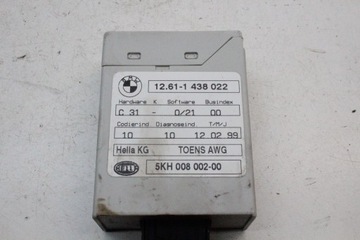 BMW
12.61-1 438 022
Hardware K Software Busindex
C 31 - 0/21 00
Codierind. Diagnoseind. T/M/J
10 10 12 02 99
Hella KG TOENS AWG
HELLA 5KH 008 002-00